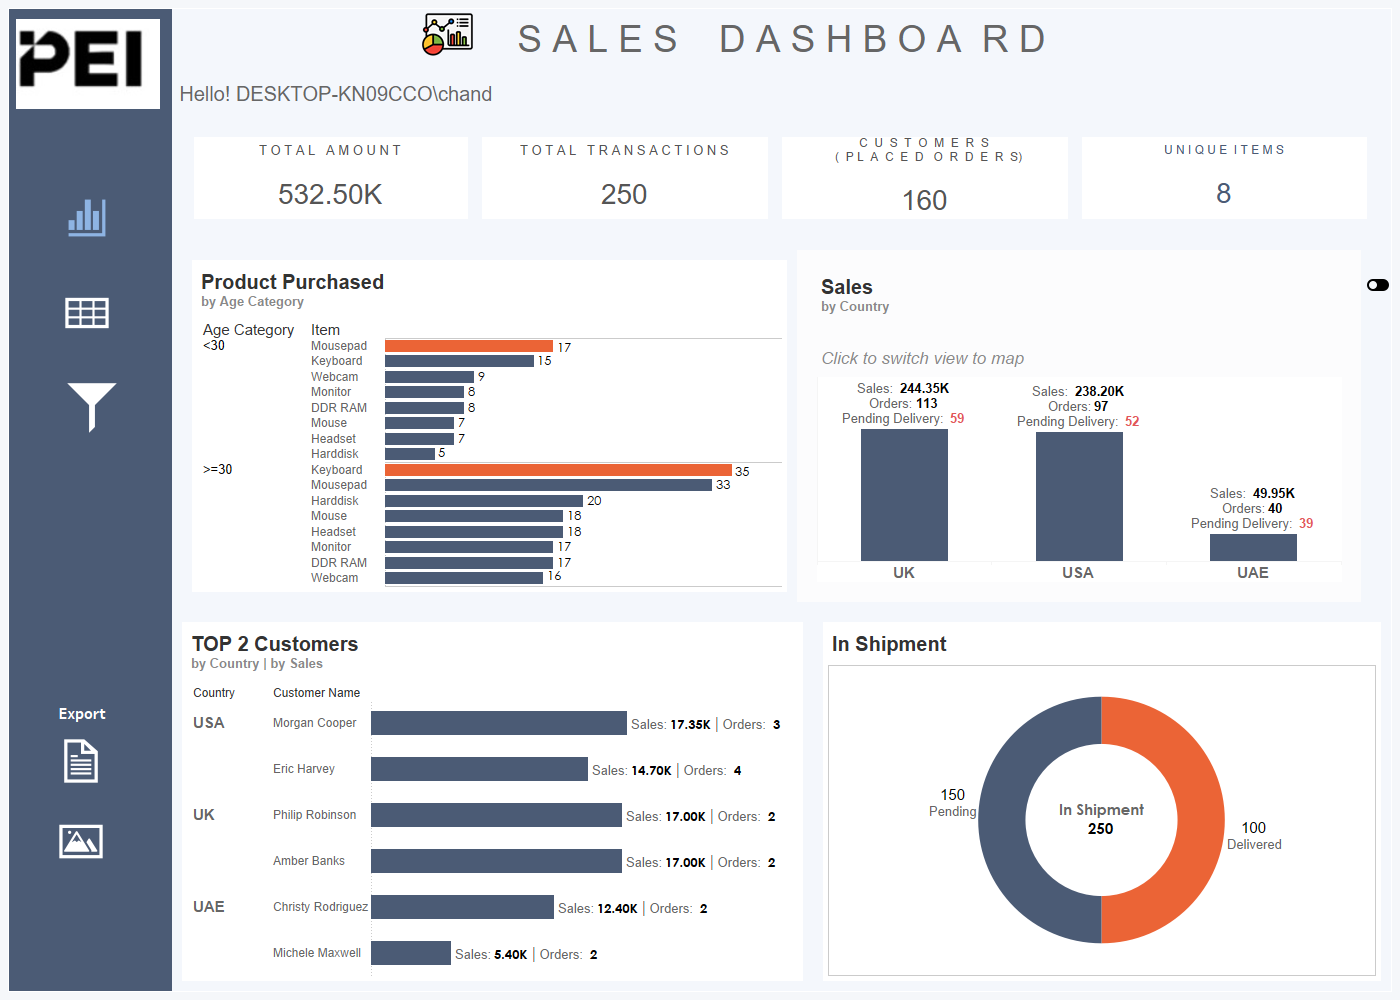 PEI
SALES DASHBOARD
Hello! DESKTOP-KN09CCO\chand
TOTAL AMOUNT
532.50K
TOTAL TRANSACTIONS
250
CUSTOMERS
(PLACED ORDERS)
160
UNIQUE ITEMS
8
Product Purchased
by Age Category
Age Category Item
<30 Mousepad 17
Keyboard 15
Webcam 9
Monitor 8
DDR RAM 8
Mouse 7
Headset 7
Harddisk 5
>=30 Keyboard 35
Mousepad 33
Harddisk 20
Mouse 18
Headset 18
Monitor 17
DDR RAM 17
Webcam 16
Sales
by Country
Click to switch view to map
Sales: 244.35K
Orders: 113
Pending Delivery: 59
UK
Sales: 238.20K
Orders: 97
Pending Delivery: 52
USA
Sales: 49.95K
Orders: 40
Pending Delivery: 39
UAE
TOP 2 Customers
by Country | by Sales
Country Customer Name
USA Morgan Cooper Sales: 17.35K | Orders: 3
Eric Harvey Sales: 14.70K | Orders: 4
UK Philip Robinson Sales: 17.00K | Orders: 2
Amber Banks Sales: 17.00K | Orders: 2
UAE Christy Rodriguez Sales: 12.40K | Orders: 2
Michele Maxwell Sales: 5.40K | Orders: 2
In Shipment
150
Pending
In Shipment
250
100
Delivered
Export